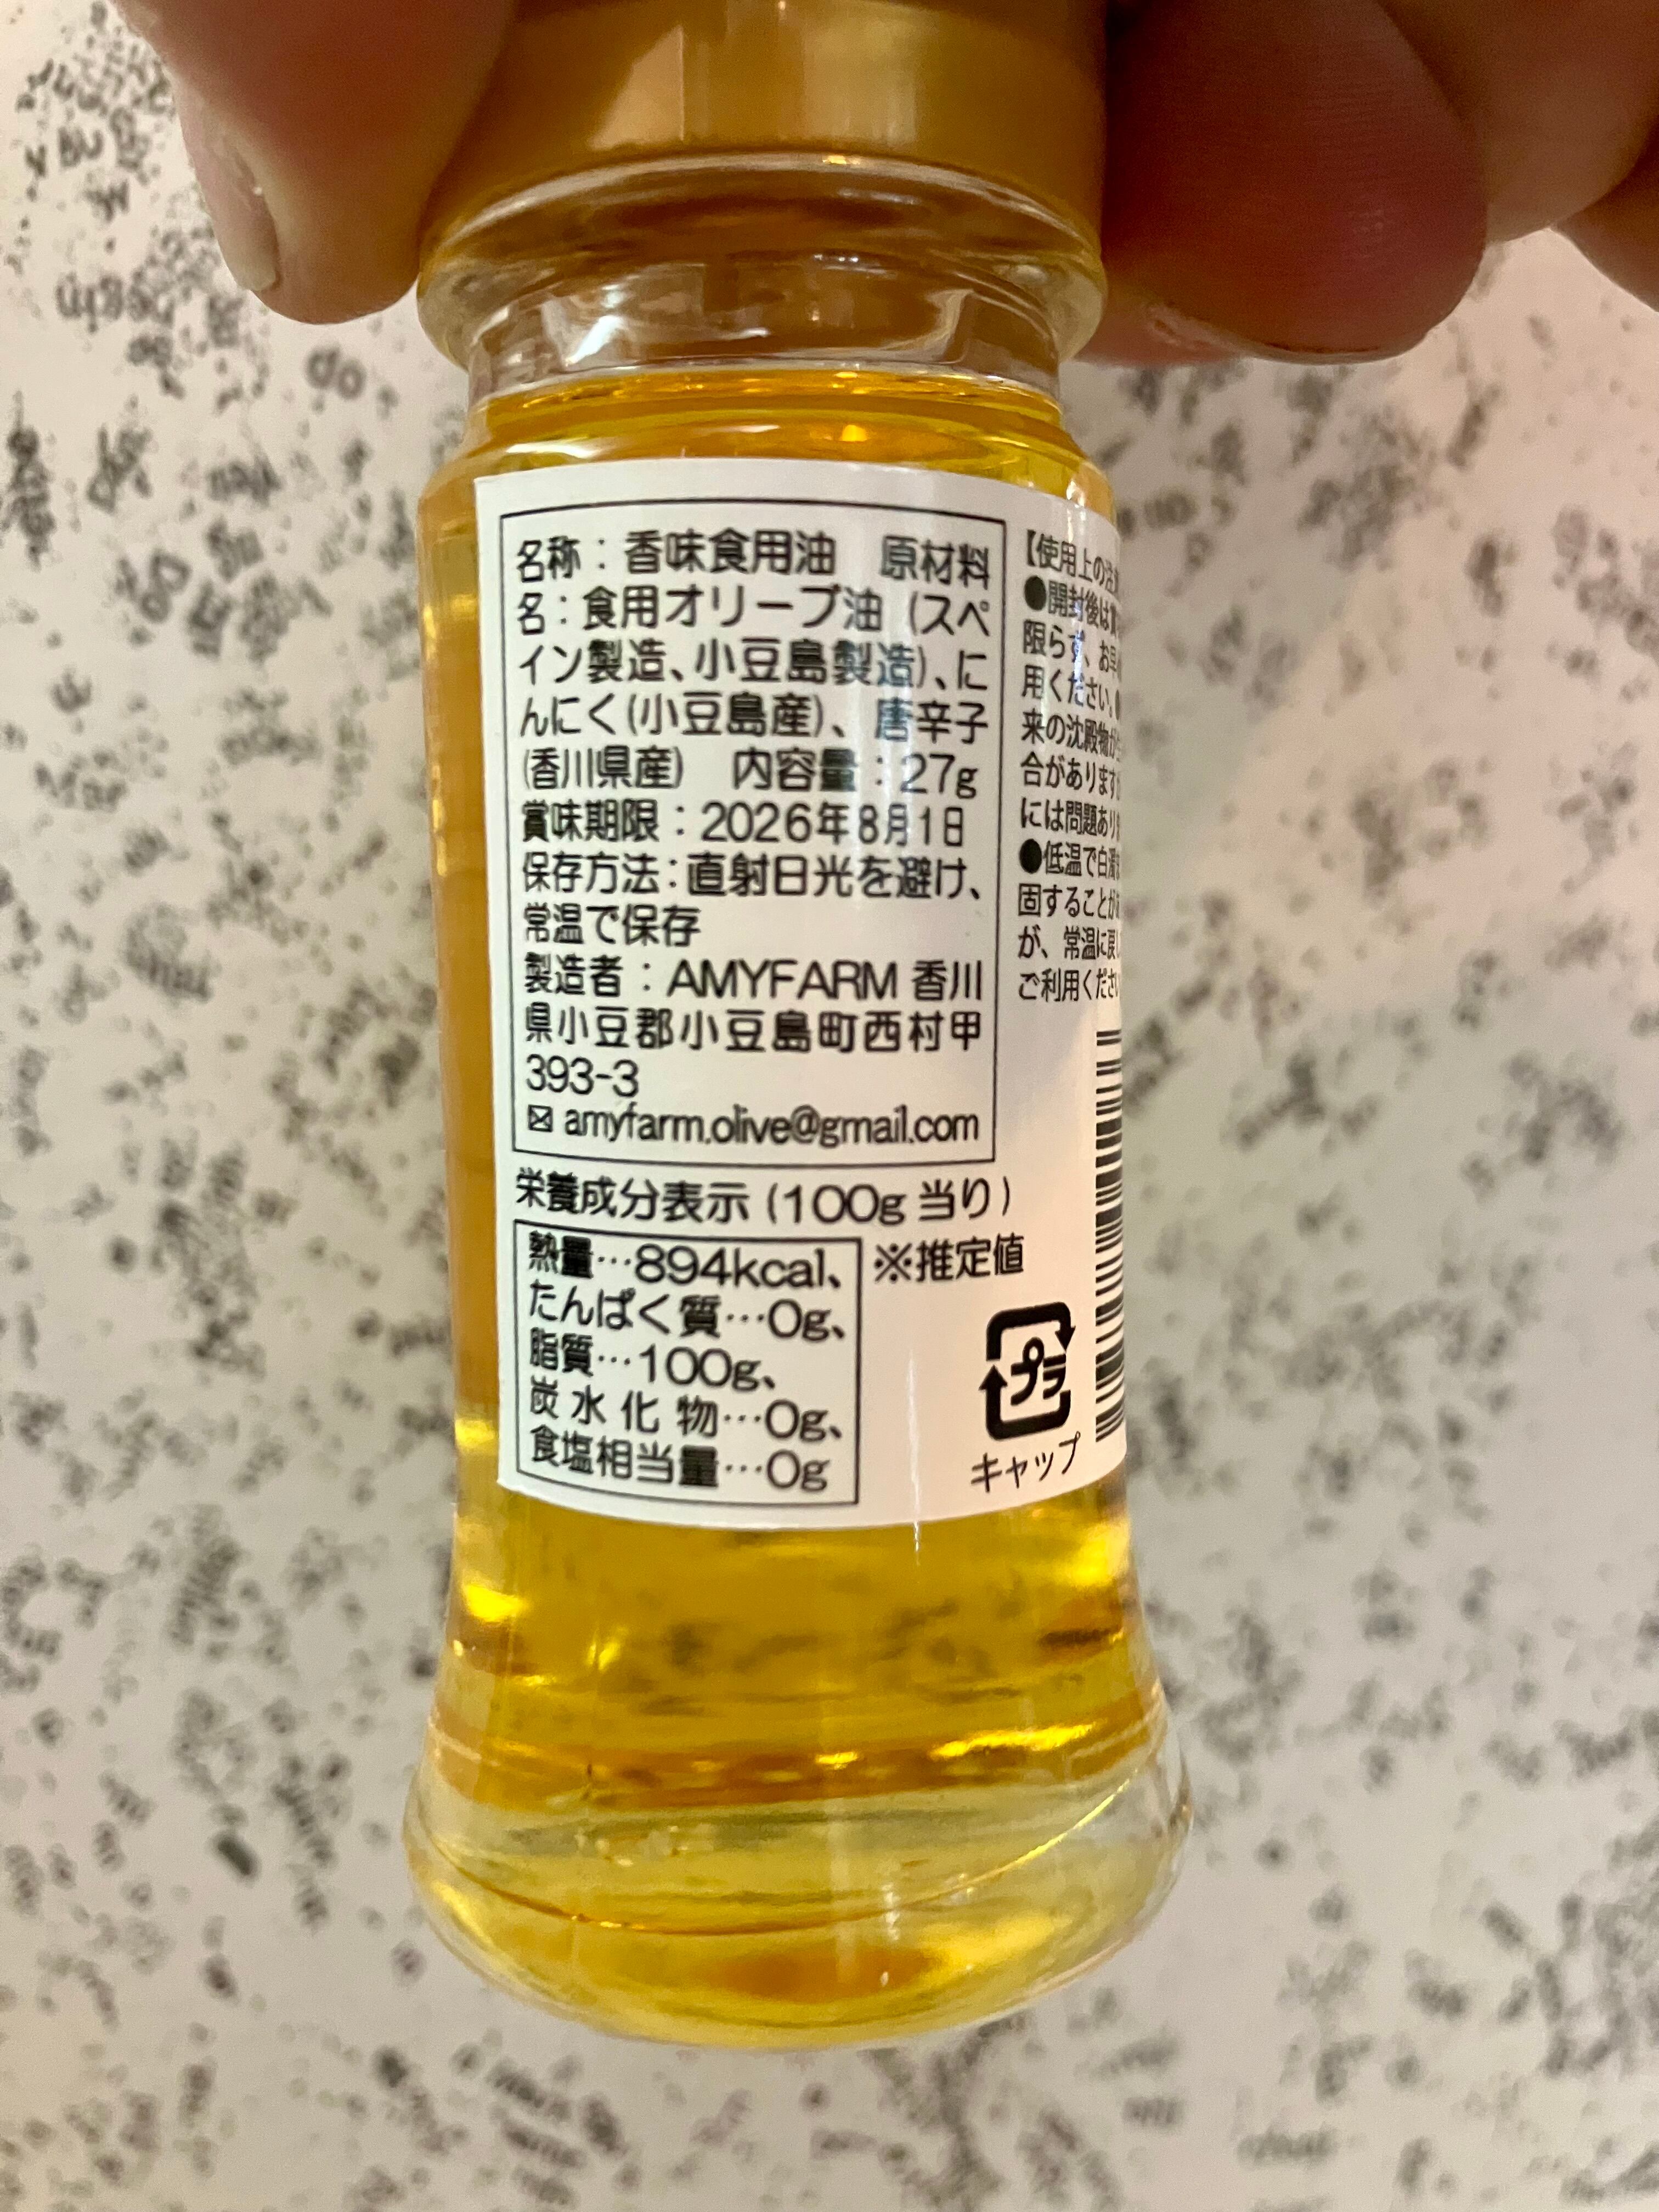 名称：香味食用油　原材料
名：食用オリーブ油（スペ
イン製造、小豆島製造）、に
んにく（小豆島産）、唐辛子
（香川県産）　内容量：27g
賞味期限：2026年8月1日
保存方法：直射日光を避け、
常温で保存
製造者：AMYFARM 香川
県小豆郡小豆島町西村甲
393-3
✉ amyfarm.olive@gmail.com
栄養成分表示（100g 当り）
熱量…894kcal、
たんぱく質…0g、
脂質…100g、
炭水化物…0g、
食塩相当量…0g
※推定値
プラ
キャップ
【使用上の
●開封後は
限らず、お早
用ください。
来の沈殿物が
合があります
には問題あり
●低温で白濁
固することが
が、常温に戻
ご利用くださ